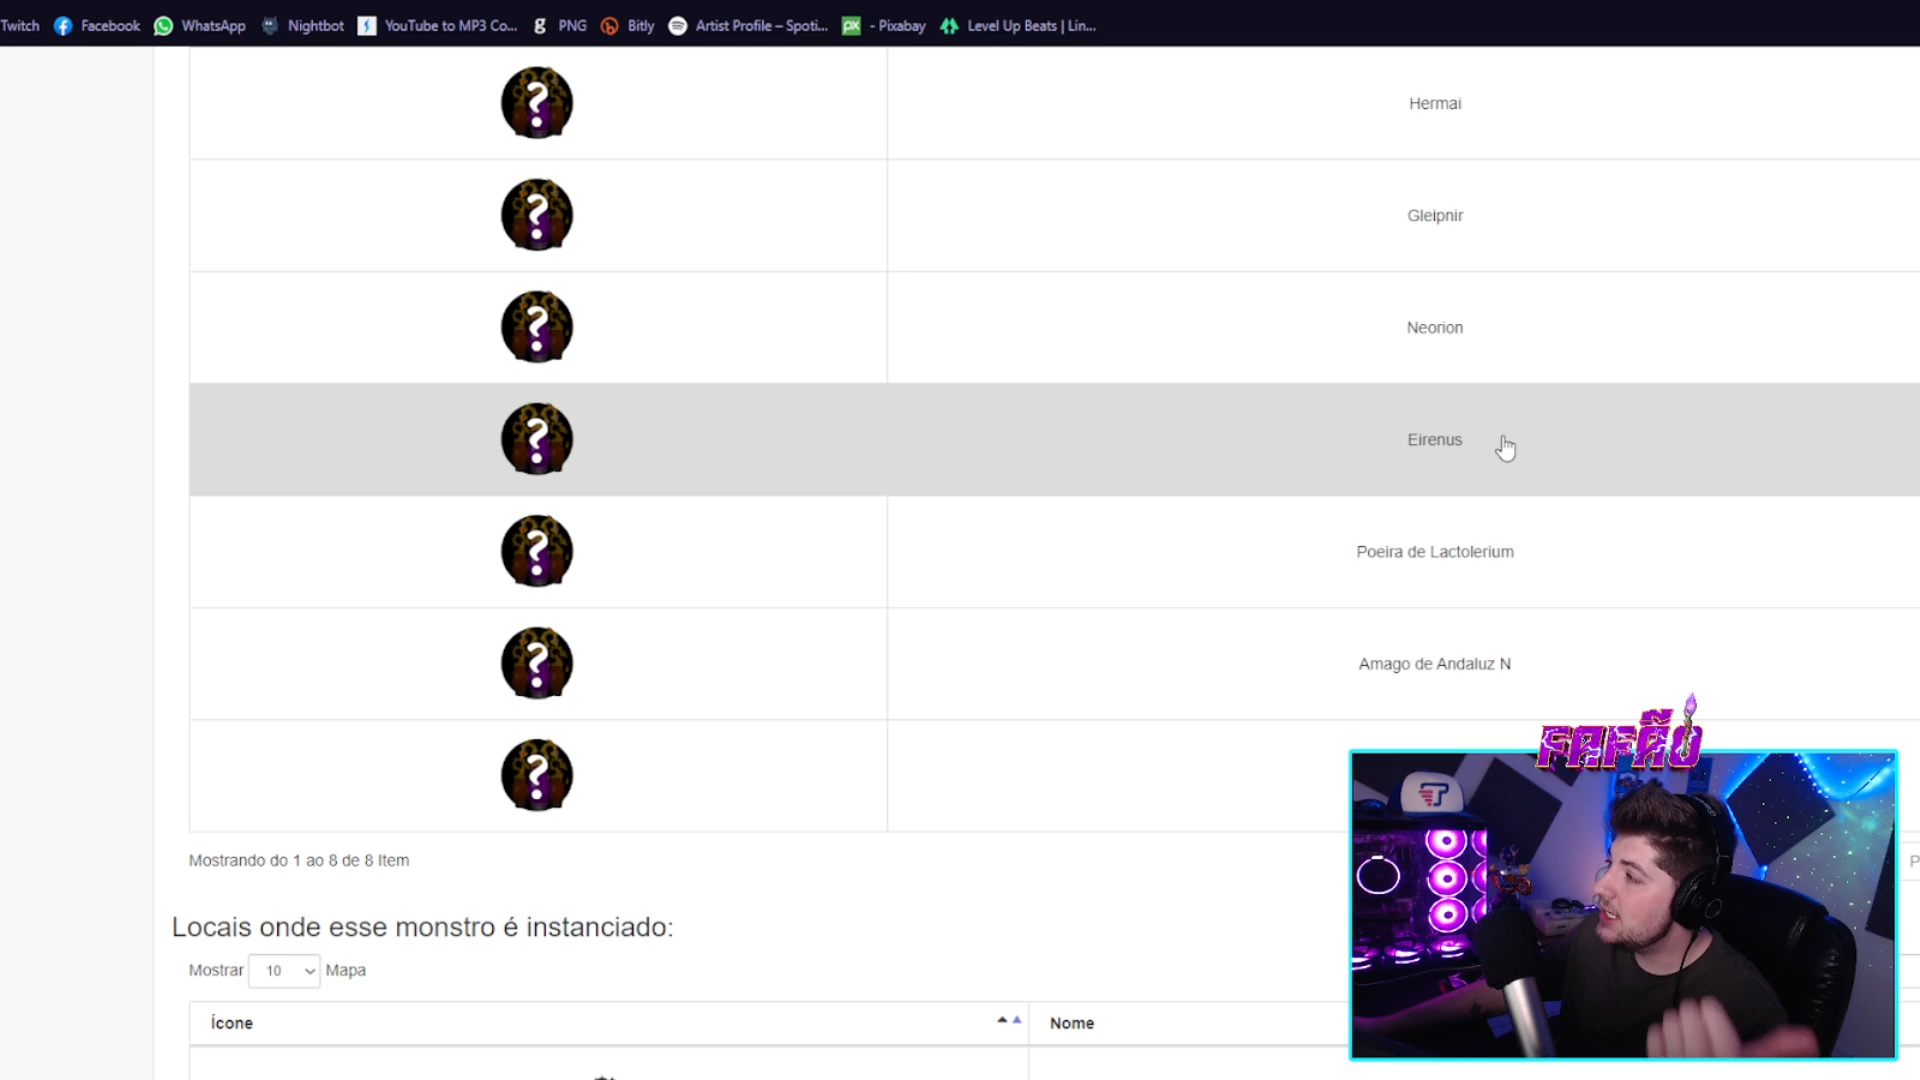 Twitch Facebook WhatsApp Nightbot YouTube to MP3 Co... PNG Bitly Artist Profile – Spoti... px - Pixabay Level Up Beats | Lin...
? Hermai
? Gleipnir
? Neorion
? Eirenus
? Poeira de Lactolerium
? Amago de Andaluz N
?
FAFÃO
Mostrando do 1 ao 8 de 8 Item
P
Locais onde esse monstro é instanciado:
Mostrar 10 Mapa
Ícone Nome